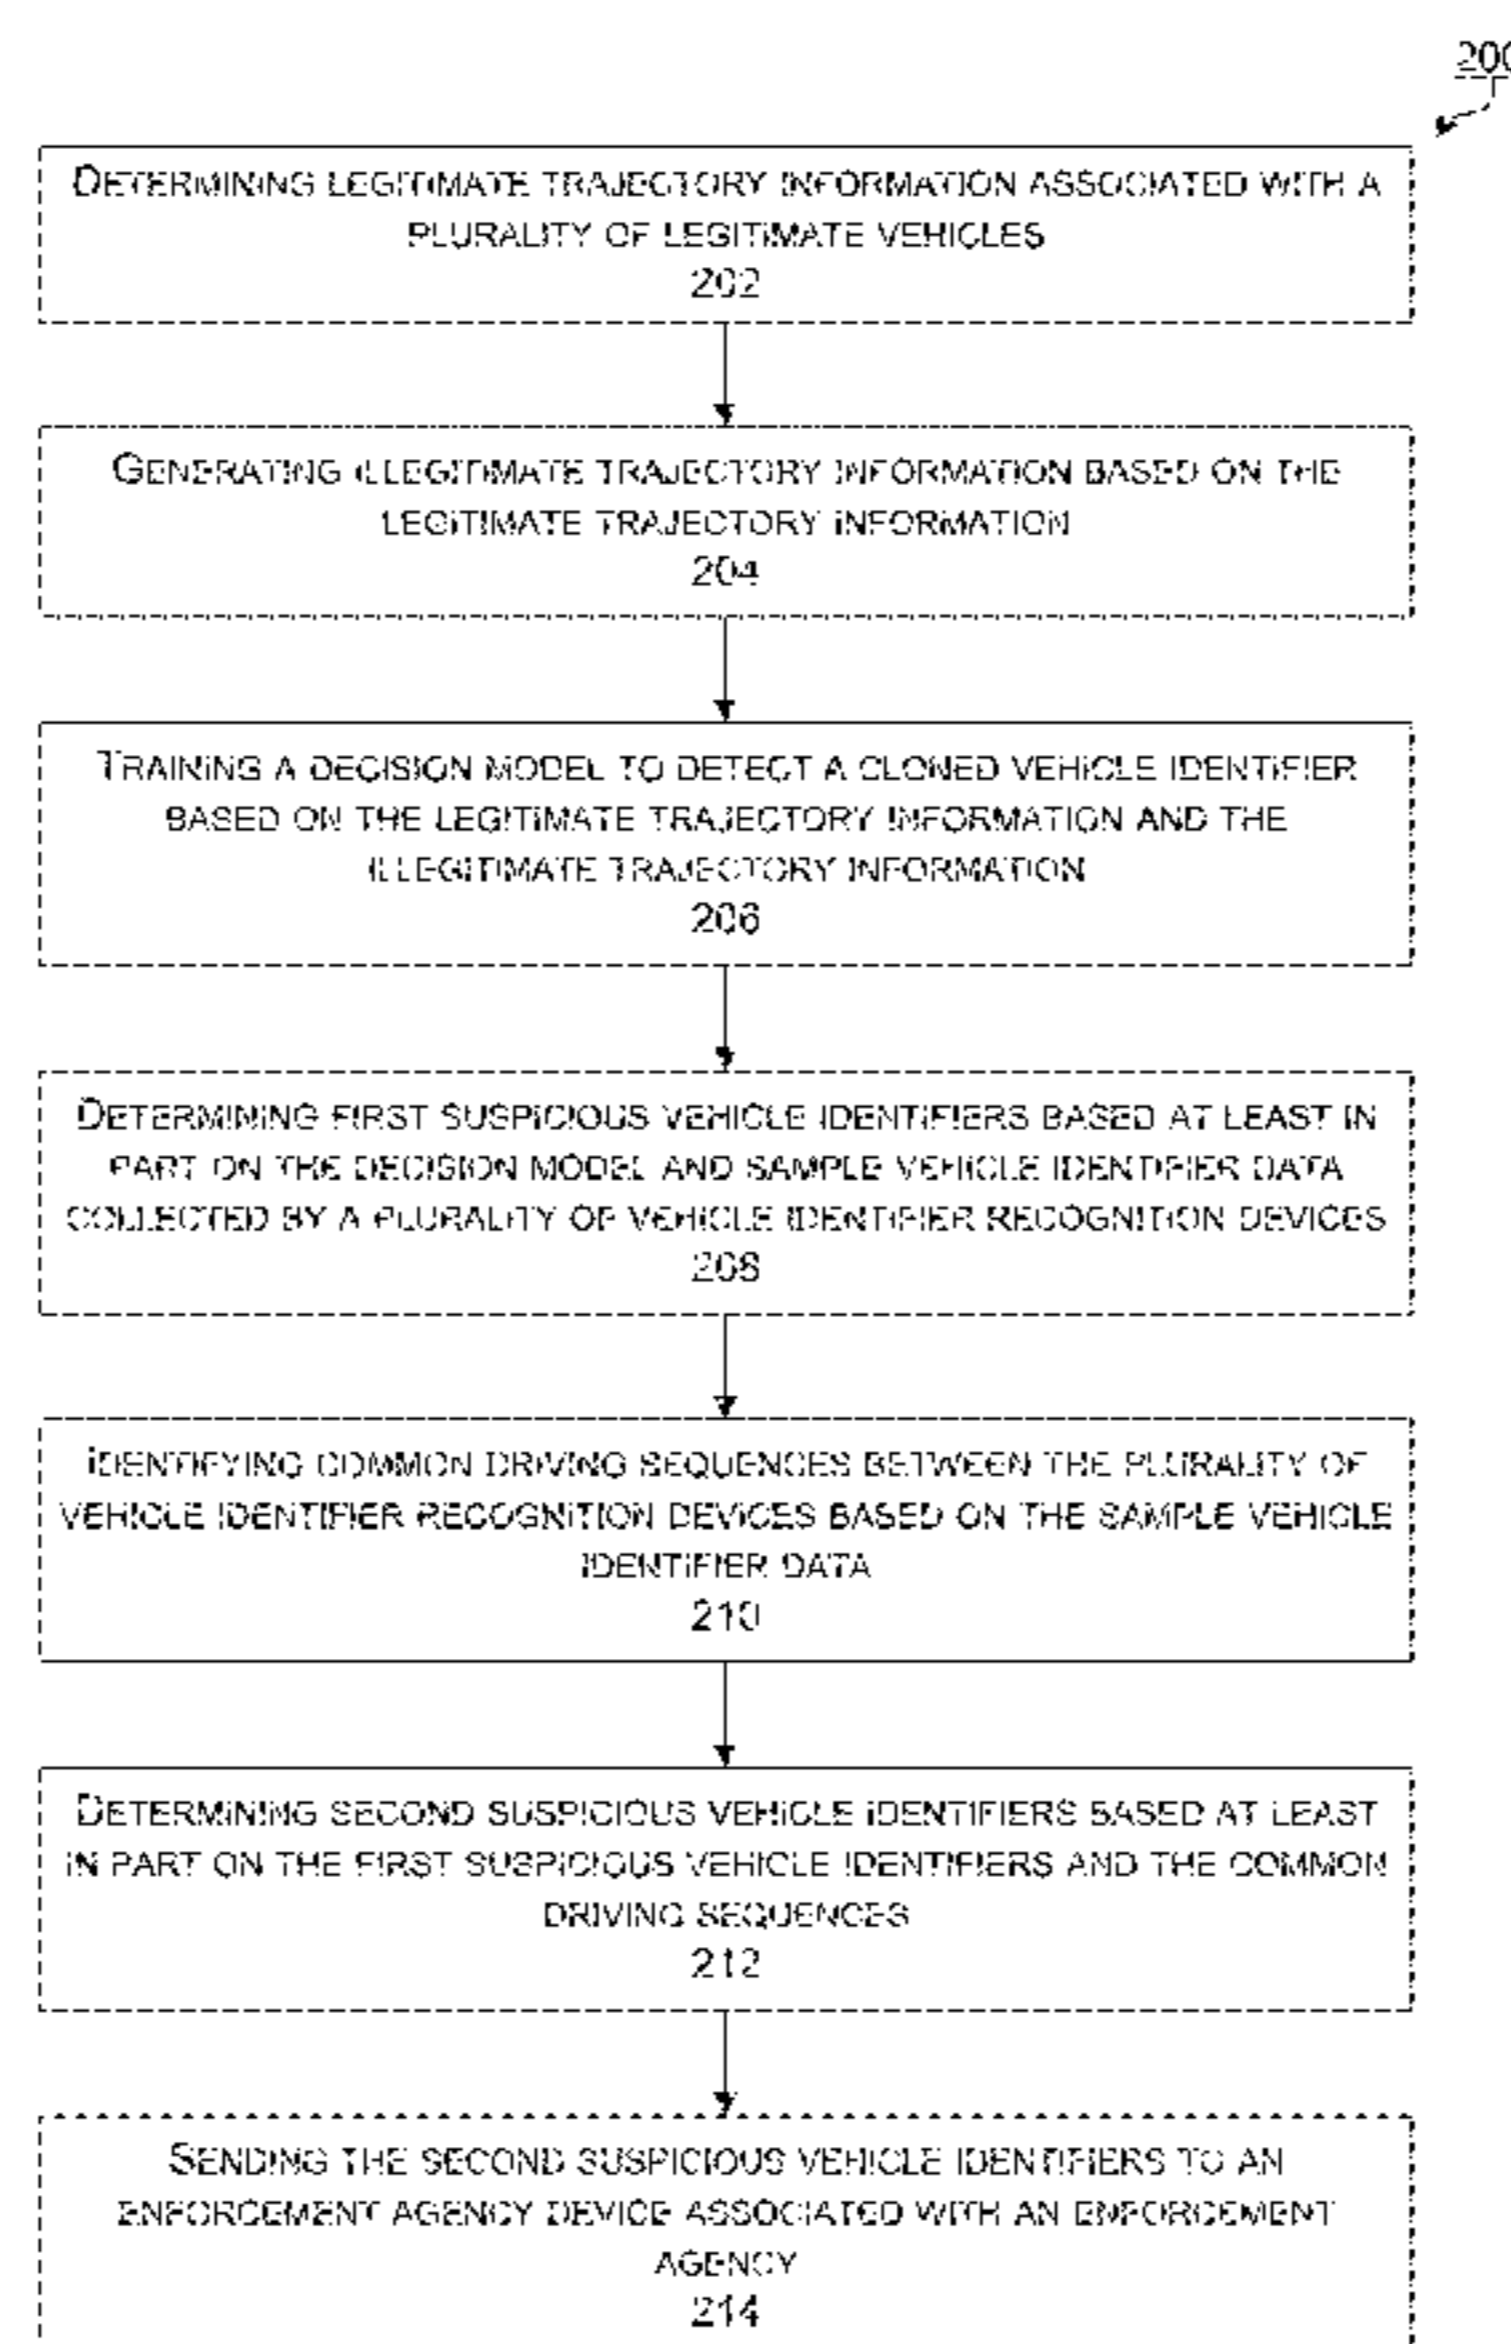 200
DETERMINING LEGITIMATE TRAJECTORY INFORMATION ASSOCIATED WITH A
PLURALITY OF LEGITIMATE VEHICLES
202
GENERATING ILLEGITIMATE TRAJECTORY INFORMATION BASED ON THE
LEGITIMATE TRAJECTORY INFORMATION
204
TRAINING A DECISION MODEL TO DETECT A CLONED VEHICLE IDENTIFIER
BASED ON THE LEGITIMATE TRAJECTORY INFORMATION AND THE
ILLEGITIMATE TRAJECTORY INFORMATION
206
DETERMINING FIRST SUSPICIOUS VEHICLE IDENTIFIERS BASED AT LEAST IN
PART ON THE DECISION MODEL AND SAMPLE VEHICLE IDENTIFIER DATA
COLLECTED BY A PLURALITY OF VEHICLE IDENTIFIER RECOGNITION DEVICES
208
IDENTIFYING COMMON DRIVING SEQUENCES BETWEEN THE PLURALITY OF
VEHICLE IDENTIFIER RECOGNITION DEVICES BASED ON THE SAMPLE VEHICLE
IDENTIFIER DATA
210
DETERMINING SECOND SUSPICIOUS VEHICLE IDENTIFIERS BASED AT LEAST
IN PART ON THE FIRST SUSPICIOUS VEHICLE IDENTIFIERS AND THE COMMON
DRIVING SEQUENCES
212
SENDING THE SECOND SUSPICIOUS VEHICLE IDENTIFIERS TO AN
ENFORCEMENT AGENCY DEVICE ASSOCIATED WITH AN ENFORCEMENT
AGENCY
214